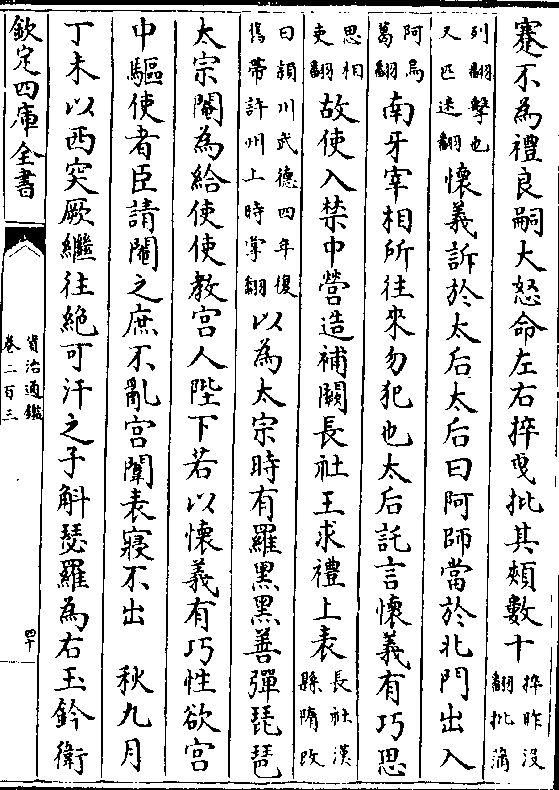 蹇不為禮良嗣大怒命左右捽曳批其頰數十捽昨沒翻批蒲
列翻擊也又匹迷翻懷義訴於太后太后曰阿師當於北門出入
阿烏葛翻南牙宰相所往來勿犯也太后託言懷義有巧思
思相吏翻故使入禁中營造補闕長社王求禮上表長社漢縣隋改
曰潁川武德四年復舊帶許州上時掌翻以為太宗時有羅黑黑善彈琵琶
太宗閹為給使使教宮人陛下若以懷義有巧性欲宮
中驅使者臣請閹之庶不亂宮闈表寢不出　秋九月
丁未以西突厥繼往絶可汗之子斛瑟羅為右玉鈐衛
欽定四庫全書
資治通鑑
卷二百三
四十